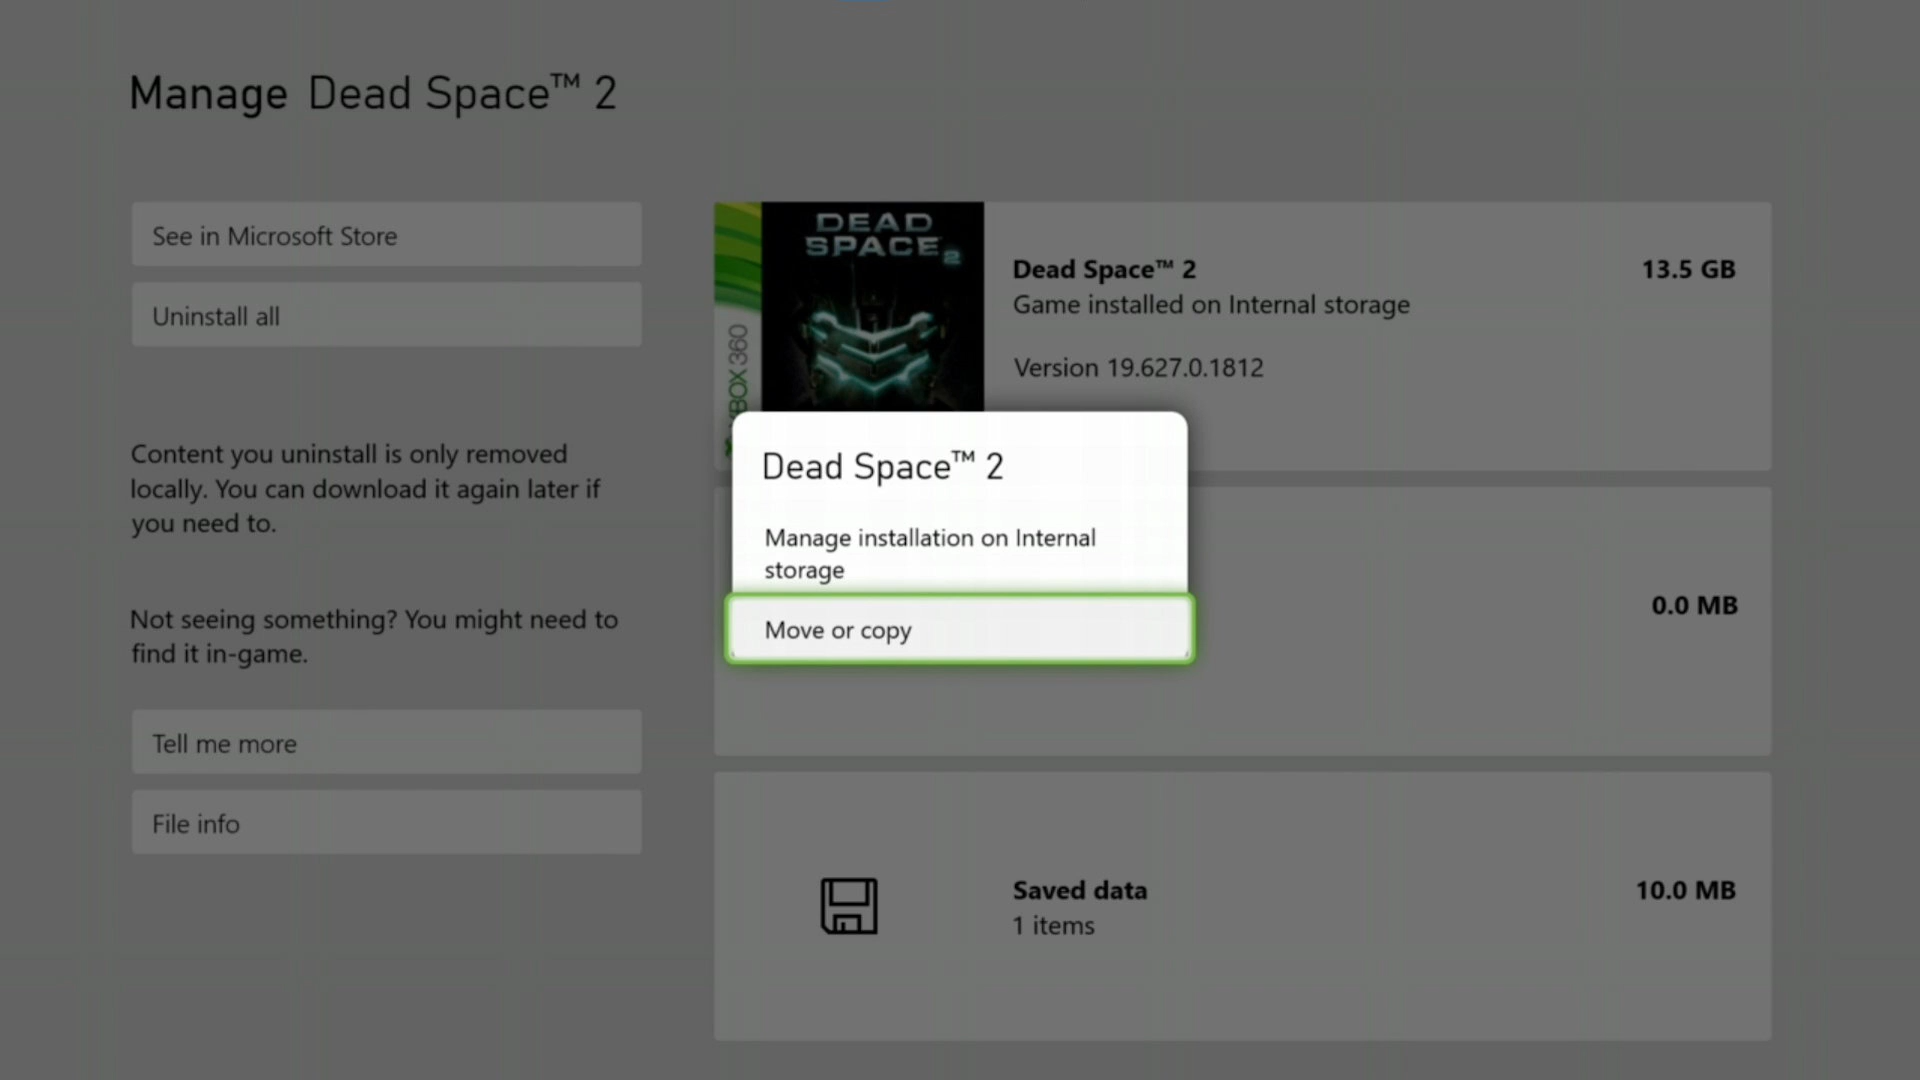 Manage Dead Space™ 2
See in Microsoft Store
Uninstall all
Content you uninstall is only removed
locally. You can download it again later if
you need to.
Not seeing something? You might need to
find it in-game.
Tell me more
File info
DEAD
SPACE 2
XBOX 360
Dead Space™ 2
13.5 GB
Game installed on Internal storage
Version 19.627.0.1812
Dead Space™ 2
Manage installation on Internal
storage
Move or copy
0.0 MB
Saved data
10.0 MB
1 items